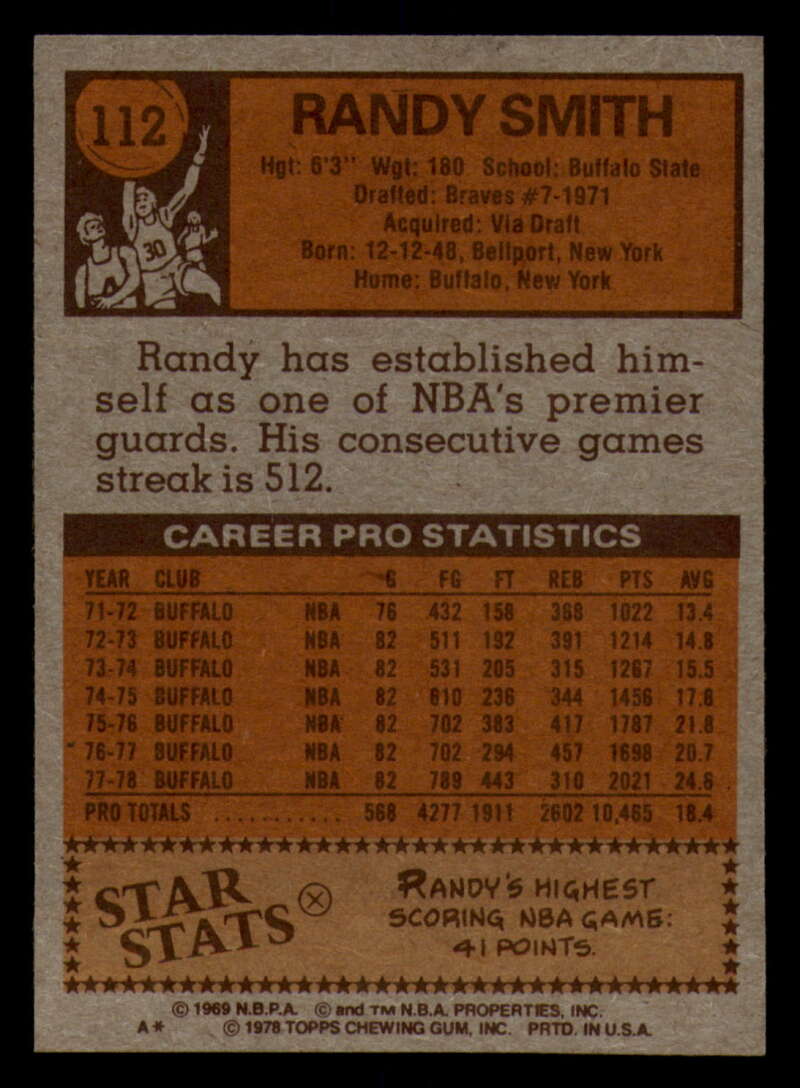 112
RANDY SMITH
Hgt: 6'3" Wgt: 180 School: Buffalo State
Drafted: Braves #7-1971
Acquired: Via Draft
Born: 12-12-48, Bellport, New York
Home: Buffalo, New York
30
A
Randy has established him-
self as one of NBA's premier
guards. His consecutive games
streak is 512.
CAREER PRO STATISTICS
YEAR CLUB G FG FT REB PTS AVG
71-72 BUFFALO NBA 76 432 158 368 1022 13.4
72-73 BUFFALO NBA 82 511 192 391 1214 14.8
73-74 BUFFALO NBA 82 531 205 315 1267 15.5
74-75 BUFFALO NBA 82 610 236 344 1456 17.8
75-76 BUFFALO NBA 82 702 383 417 1787 21.8
76-77 BUFFALO NBA 82 702 294 457 1698 20.7
77-78 BUFFALO NBA 82 789 443 310 2021 24.6
PRO TOTALS ........... 568 4277 1911 2602 10,465 18.4
STAR
STATS
RANDY'S HIGHEST
SCORING NBA GAME:
41 POINTS.
© 1969 N.B.P.A. © and TM N.B.A. PROPERTIES, INC.
A* © 1978 TOPPS CHEWING GUM, INC. PRTD. IN U.S.A.